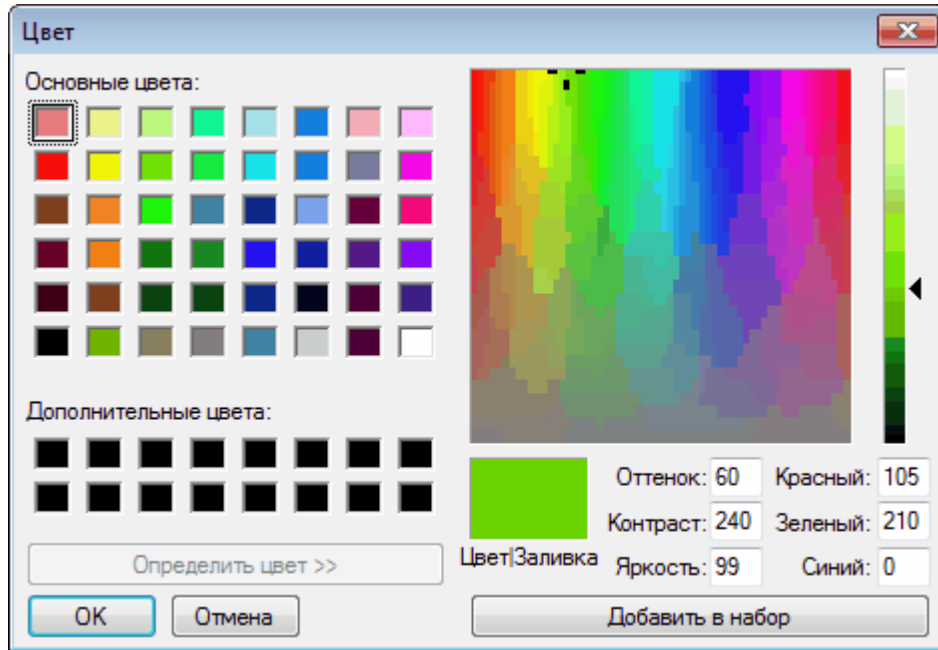 Цвет
Основные цвета:
Дополнительные цвета:
Определить цвет >>
OK
Отмена
Цвет|Заливка
Оттенок: 60
Контраст: 240
Яркость: 99
Красный: 105
Зеленый: 210
Синий: 0
Добавить в набор